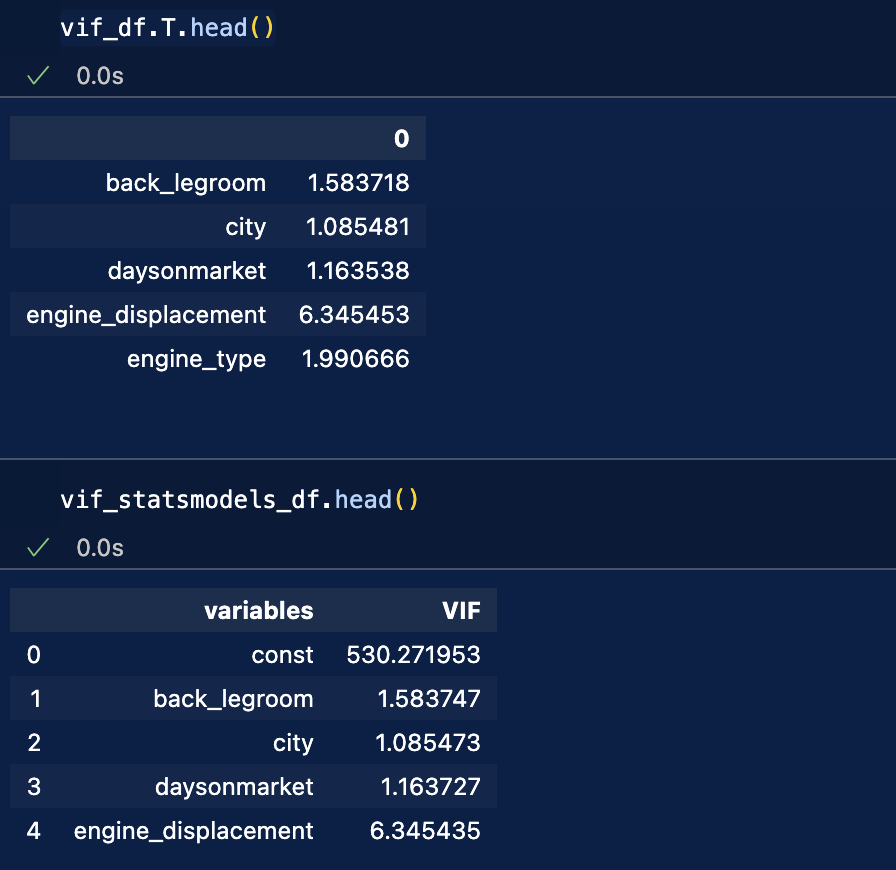 vif_df.T.head()
0.0s
0
back_legroom 1.583718
city 1.085481
daysonmarket 1.163538
engine_displacement 6.345453
engine_type 1.990666
vif_statsmodels_df.head()
0.0s
variables VIF
0 const 530.271953
1 back_legroom 1.583747
2 city 1.085473
3 daysonmarket 1.163727
4 engine_displacement 6.345435